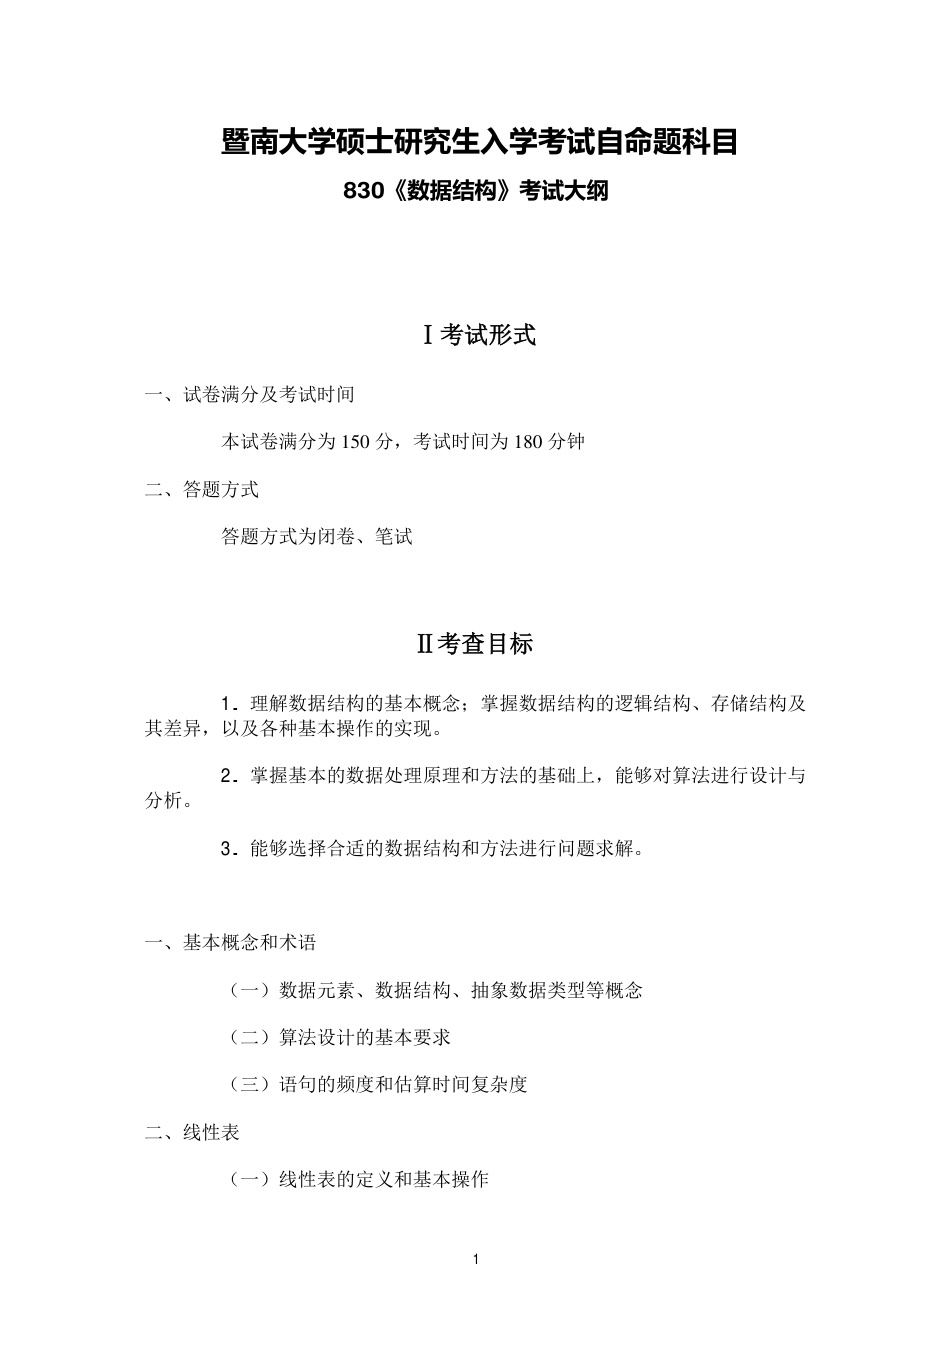 暨南大学硕士研究生入学考试自命题科目
830《数据结构》考试大纲
Ⅰ考试形式
一、试卷满分及考试时间
本试卷满分为 150 分，考试时间为 180 分钟
二、答题方式
答题方式为闭卷、笔试
Ⅱ考查目标
1．理解数据结构的基本概念；掌握数据结构的逻辑结构、存储结构及
其差异，以及各种基本操作的实现。
2．掌握基本的数据处理原理和方法的基础上，能够对算法进行设计与
分析。
3．能够选择合适的数据结构和方法进行问题求解。
一、基本概念和术语
（一）数据元素、数据结构、抽象数据类型等概念
（二）算法设计的基本要求
（三）语句的频度和估算时间复杂度
二、线性表
（一）线性表的定义和基本操作
1